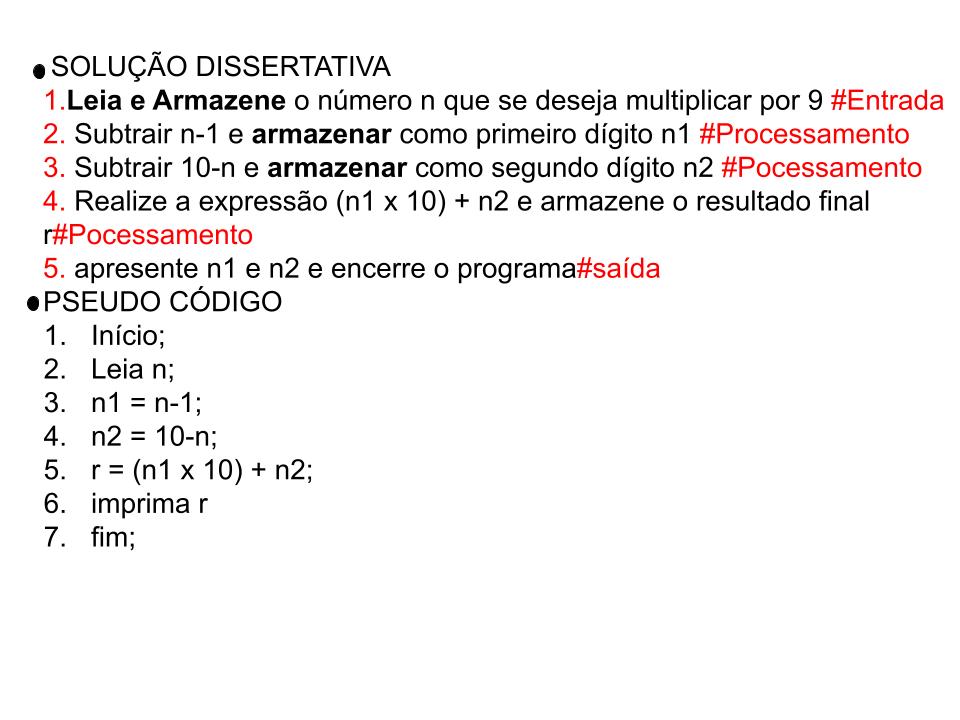 SOLUÇÃO DISSERTATIVA
1.Leia e Armazene o número n que se deseja multiplicar por 9 #Entrada
2. Subtrair n-1 e armazenar como primeiro dígito n1 #Processamento
3. Subtrair 10-n e armazenar como segundo dígito n2 #Pocessamento
4. Realize a expressão (n1 x 10) + n2 e armazene o resultado final
r#Pocessamento
5. apresente n1 e n2 e encerre o programa#saída
PSEUDO CÓDIGO
1. Início;
2. Leia n;
3. n1 = n-1;
4. n2 = 10-n;
5. r = (n1 x 10) + n2;
6. imprima r
7. fim;